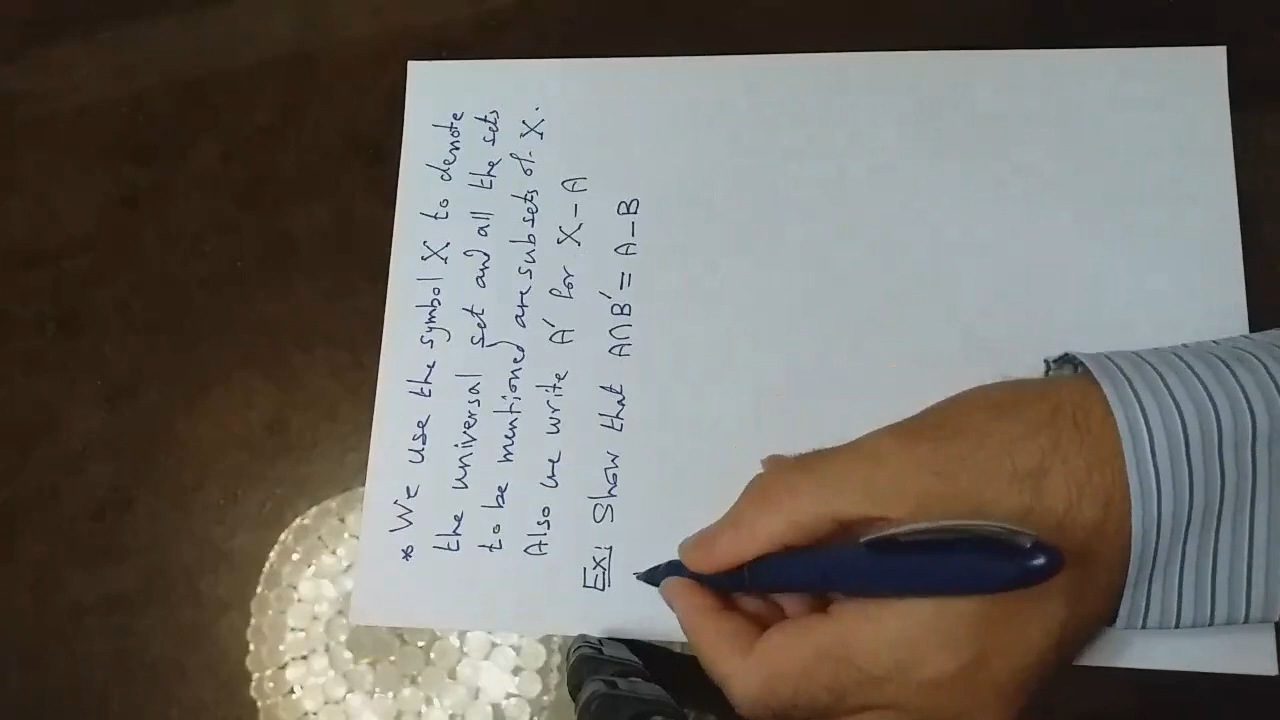 * We use the symbol X to denote
the universal set and all the sets
to be mentioned are subsets of X.
Also we write A' for X - A
Ex: Show that A∩B' = A - B